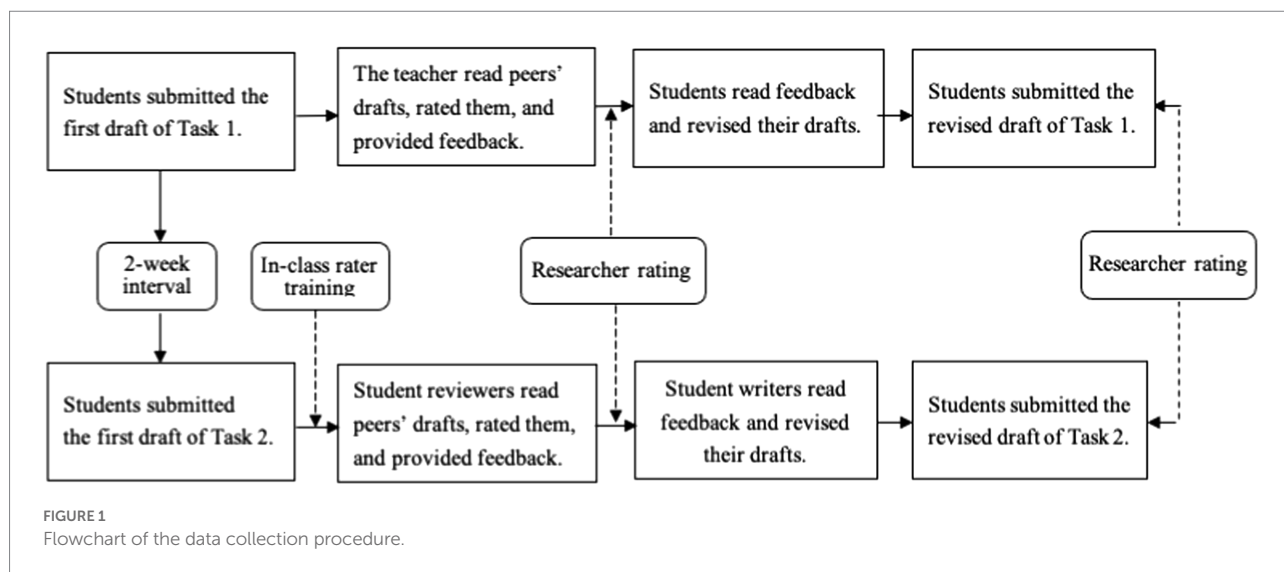 Students submitted the
first draft of Task 1.
The teacher read peers’
drafts, rated them, and
provided feedback.
Students read feedback
and revised their drafts.
Students submitted the
revised draft of Task 1.
2-week
interval
In-class rater
training
Researcher rating
Researcher rating
Students submitted
the first draft of Task 2.
Student reviewers read
peers’ drafts, rated them,
and provided feedback.
Student writers read
feedback and revised
their drafts.
Students submitted the
revised draft of Task 2.
FIGURE 1
Flowchart of the data collection procedure.